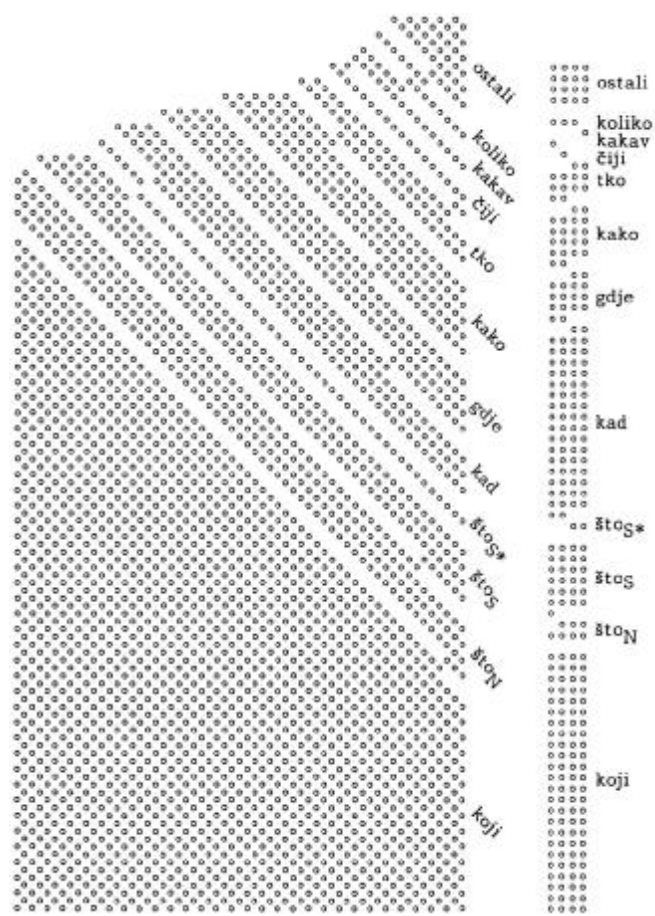 ostali
koliko
kakav
čiji
tko
kako
gdje
kad
štoS*
štoS
štoN
koji
ostali
koliko
kakav
čiji
tko
kako
gdje
kad
štoS*
štoS
štoN
koji